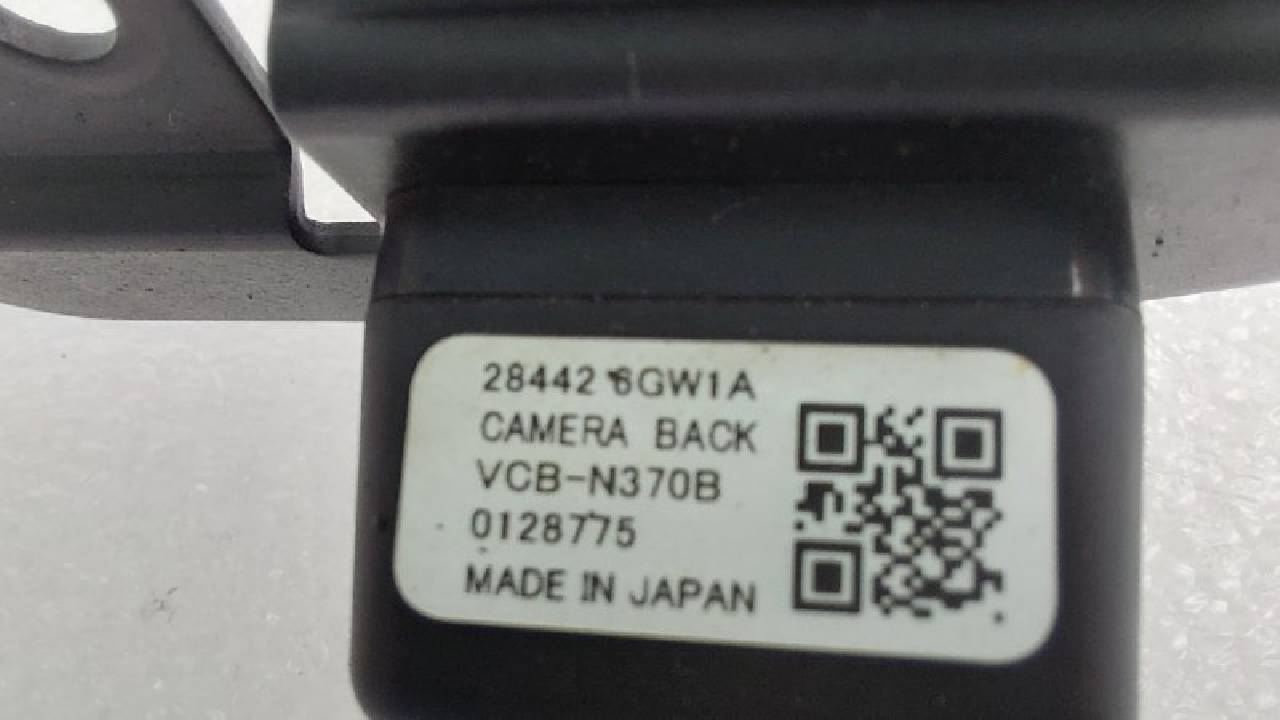 28442 6GW1A
CAMERA BACK
VCB-N370B
0128775
MADE IN JAPAN